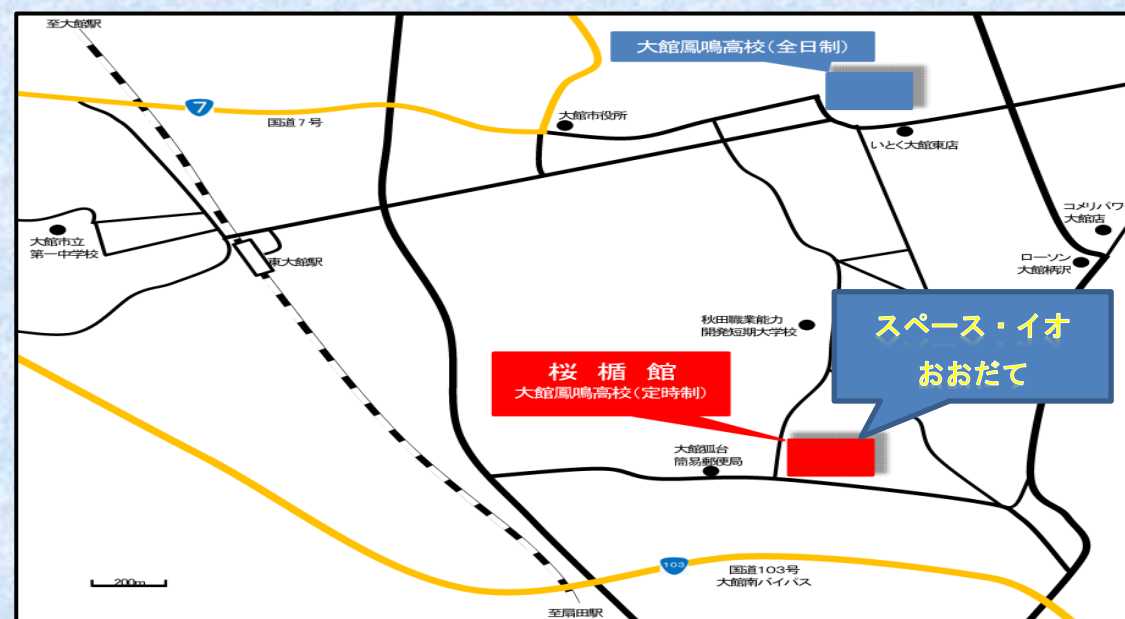 至大館駅
大館鳳鳴高校(全日制)
7
国道7号
大館市役所
いとく大館東店
コメリパワー
大館店
大館市立
第一中学校
東大館駅
ローソン
大館柄沢
秋田職業能力
開発短期大学校
スペース・イオ
おおだて
桜楯館
大館鳳鳴高校(定時制)
大館狐台
簡易郵便局
103
国道103号
大館南バイパス
200m
至扇田駅